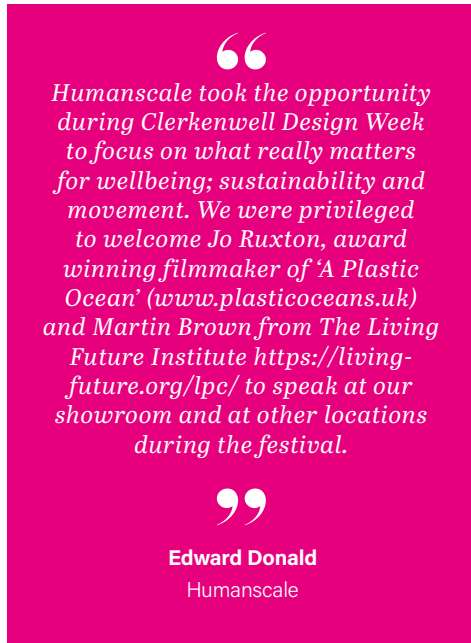 “
Humanscale took the opportunity
during Clerkenwell Design Week
to focus on what really matters
for wellbeing; sustainability and
movement. We were privileged
to welcome Jo Ruxton, award
winning filmmaker of ‘A Plastic
Ocean’ (www.plasticoceans.uk)
and Martin Brown from The Living
Future Institute https://living-
future.org/lpc/ to speak at our
showroom and at other locations
during the festival.
”
Edward Donald
Humanscale